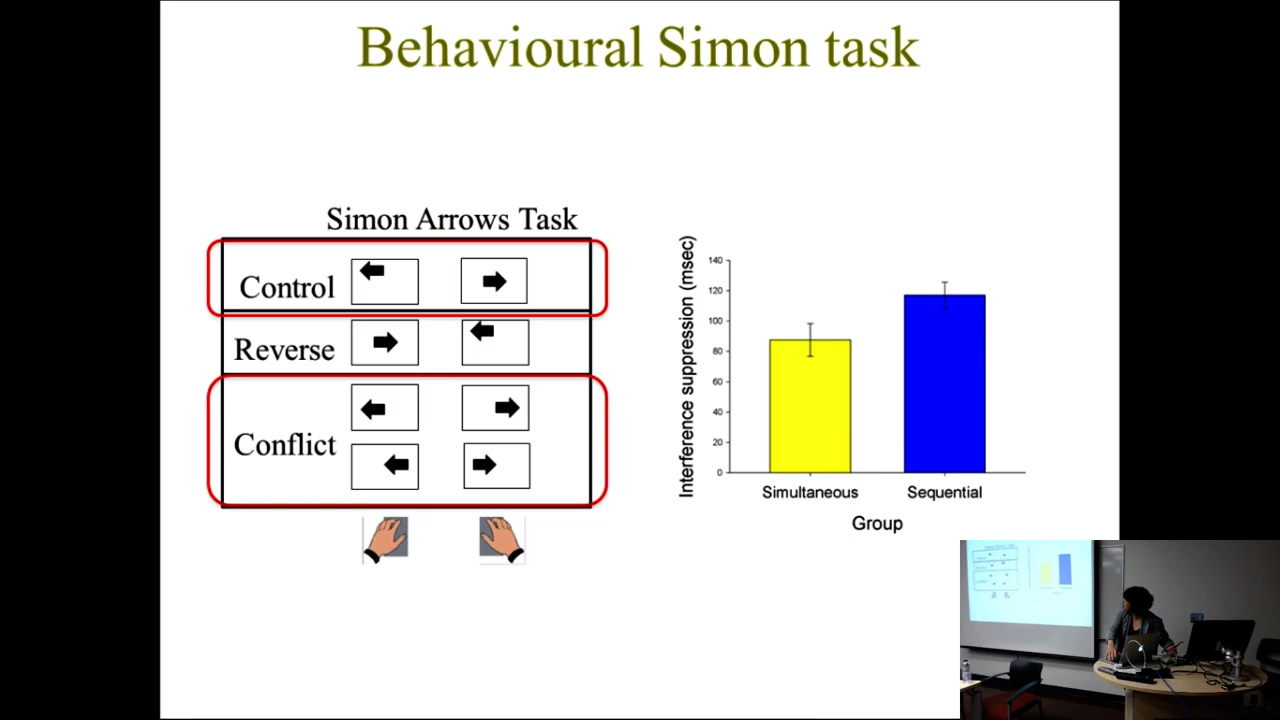 Behavioural Simon task
Simon Arrows Task
Control
Reverse
Conflict
Interference suppression (msec)
140
120
100
80
60
40
20
0
Simultaneous
Sequential
Group